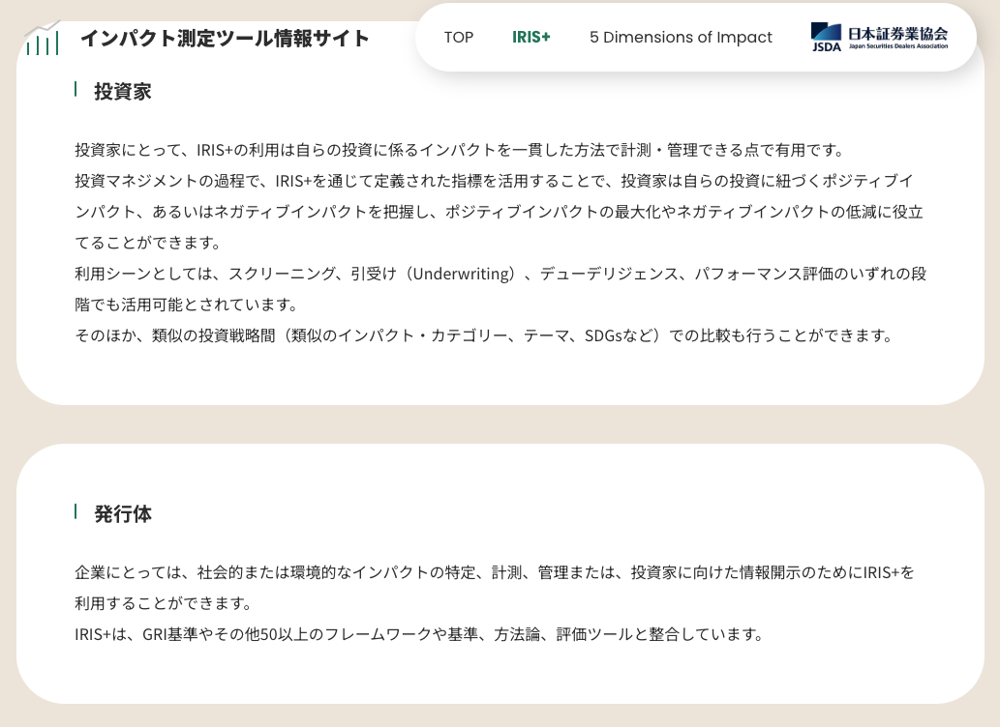 インパクト測定ツール情報サイト
TOP
IRIS+
5 Dimensions of Impact
JSDA
日本証券業協会
Japan Securities Dealers Association
投資家
投資家にとって、IRIS+の利用は自らの投資に係るインパクトを一貫した方法で計測・管理できる点で有用です。
投資マネジメントの過程で、IRIS+を通じて定義された指標を活用することで、投資家は自らの投資に紐づくポジティブイ
ンパクト、あるいはネガティブインパクトを把握し、ポジティブインパクトの最大化やネガティブインパクトの低減に役立
てることができます。
利用シーンとしては、スクリーニング、引受け（Underwriting）、デューデリジェンス、パフォーマンス評価のいずれの段
階でも活用可能とされています。
そのほか、類似の投資戦略間（類似のインパクト・カテゴリー、テーマ、SDGsなど）での比較も行うことができます。
発行体
企業にとっては、社会的または環境的なインパクトの特定、計測、管理または、投資家に向けた情報開示のためにIRIS+を
利用することができます。
IRIS+は、GRI基準やその他50以上のフレームワークや基準、方法論、評価ツールと整合しています。